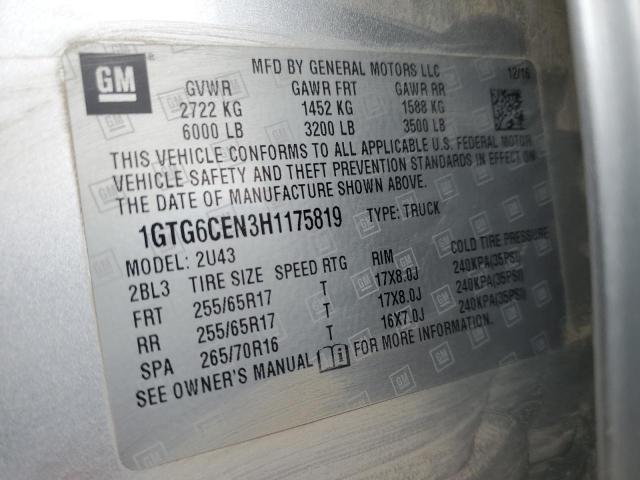 GM
MFD BY GENERAL MOTORS LLC 12/16
GVWR GAWR FRT GAWR RR
2722 KG 1452 KG 1588 KG
6000 LB 3200 LB 3500 LB
THIS VEHICLE CONFORMS TO ALL APPLICABLE U.S. FEDERAL MOTOR
VEHICLE SAFETY AND THEFT PREVENTION STANDARDS IN EFFECT ON
THE DATE OF MANUFACTURE SHOWN ABOVE.
1GTG6CEN3H1175819 TYPE: TRUCK
MODEL: 2U43
2BL3 TIRE SIZE SPEED RTG RIM COLD TIRE PRESSURE
FRT 255/65R17 T 17X8.0J 240KPA(35PSI)
RR 255/65R17 T 17X8.0J 240KPA(35PSI)
SPA 265/70R16 T 16X7.0J 240KPA(35PSI)
SEE OWNER'S MANUAL FOR MORE INFORMATION.